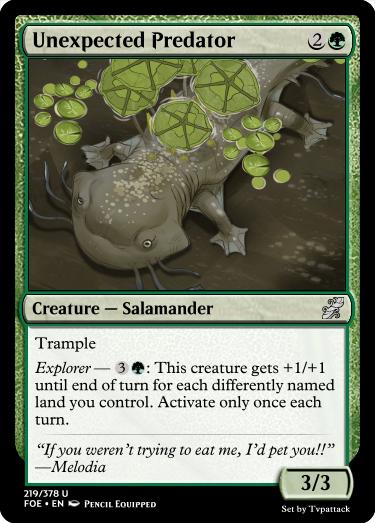 Unexpected Predator 2
Creature — Salamander
Trample
Explorer — 3 : This creature gets +1/+1
until end of turn for each differently named
land you control. Activate only once each
turn.
“If you weren’t trying to eat me, I’d pet you!!”
—Melodia
3/3
219/378 U
FOE • EN Pencil Equipped
Set by Tvpattack